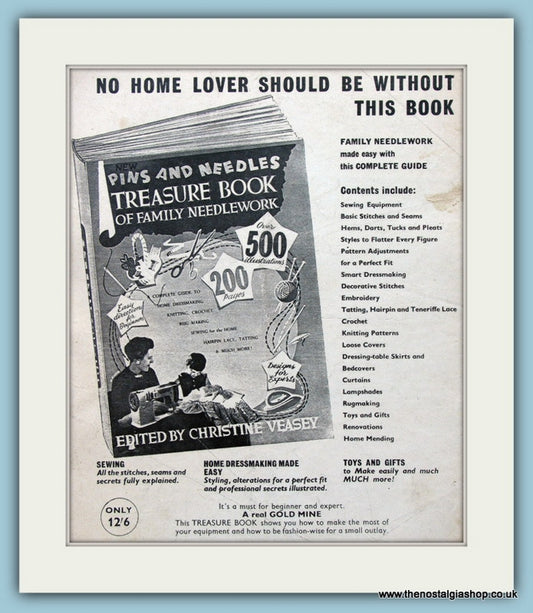 NO HOME LOVER SHOULD BE WITHOUT
THIS BOOK
NEW
PINS AND NEEDLES
TREASURE BOOK
OF FAMILY NEEDLEWORK
Over
500
illustrations
200
Pages
Easy
directions for
Beginners
A COMPLETE GUIDE TO
HOME DRESSMAKING
KNITTING, CROCHET
RUG MAKING
SEWING for the HOME
HAIRPIN LACE, TATTING
& MUCH MORE!
Designs
for
Experts
EDITED BY CHRISTINE VEASEY
FAMILY NEEDLEWORK
made easy with
this COMPLETE GUIDE
Contents include:
Sewing Equipment
Basic Stitches and Seams
Hems, Darts, Tucks and Pleats
Styles to Flatter Every Figure
Pattern Adjustments
for a Perfect Fit
Smart Dressmaking
Decorative Stitches
Embroidery
Tatting, Hairpin and Teneriffe Lace
Crochet
Knitting Patterns
Loose Covers
Dressing-table Skirts and
Bedcovers
Curtains
Lampshades
Rugmaking
Toys and Gifts
Renovations
Home Mending
SEWING
All the stitches, seams and
secrets fully explained.
HOME DRESSMAKING MADE
EASY
Styling, alterations for a perfect fit
and professional secrets illustrated.
TOYS AND GIFTS
to Make easily and much
MUCH more!
ONLY
12'6
It's a must for beginner and expert.
A real GOLD MINE
This TREASURE BOOK shows you how to make the most of
your equipment and how to be fashion-wise for a small outlay.
www.thenostalgiashop.co.uk